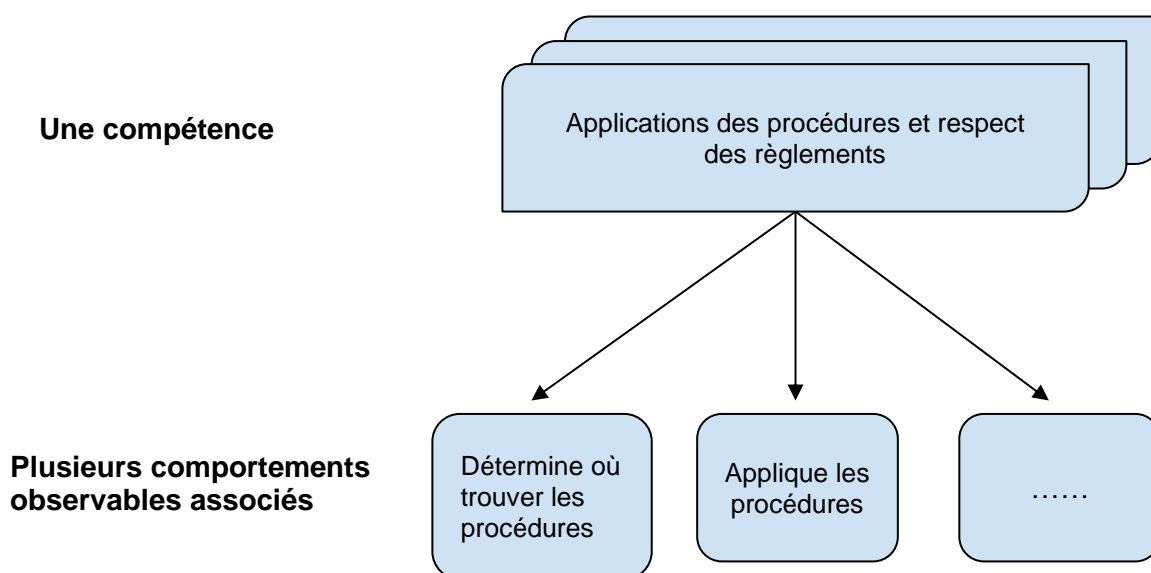 Une compétence
Applications des procédures et respect
des règlements
Plusieurs comportements
observables associés
Détermine où
trouver les
procédures
Applique les
procédures
……